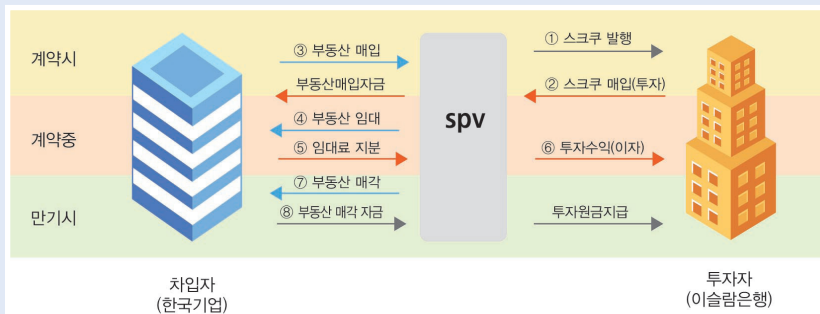 계약시
③ 부동산 매입
① 스크쿠 발행
부동산매입자금
② 스크쿠 매입(투자)
계약중
④ 부동산 임대
spv
⑤ 임대료 지분
⑥ 투자수익(이자)
⑦ 부동산 매각
만기시
⑧ 부동산 매각 자금
투자원금지급
차입자
(한국기업)
투자자
(이슬람은행)